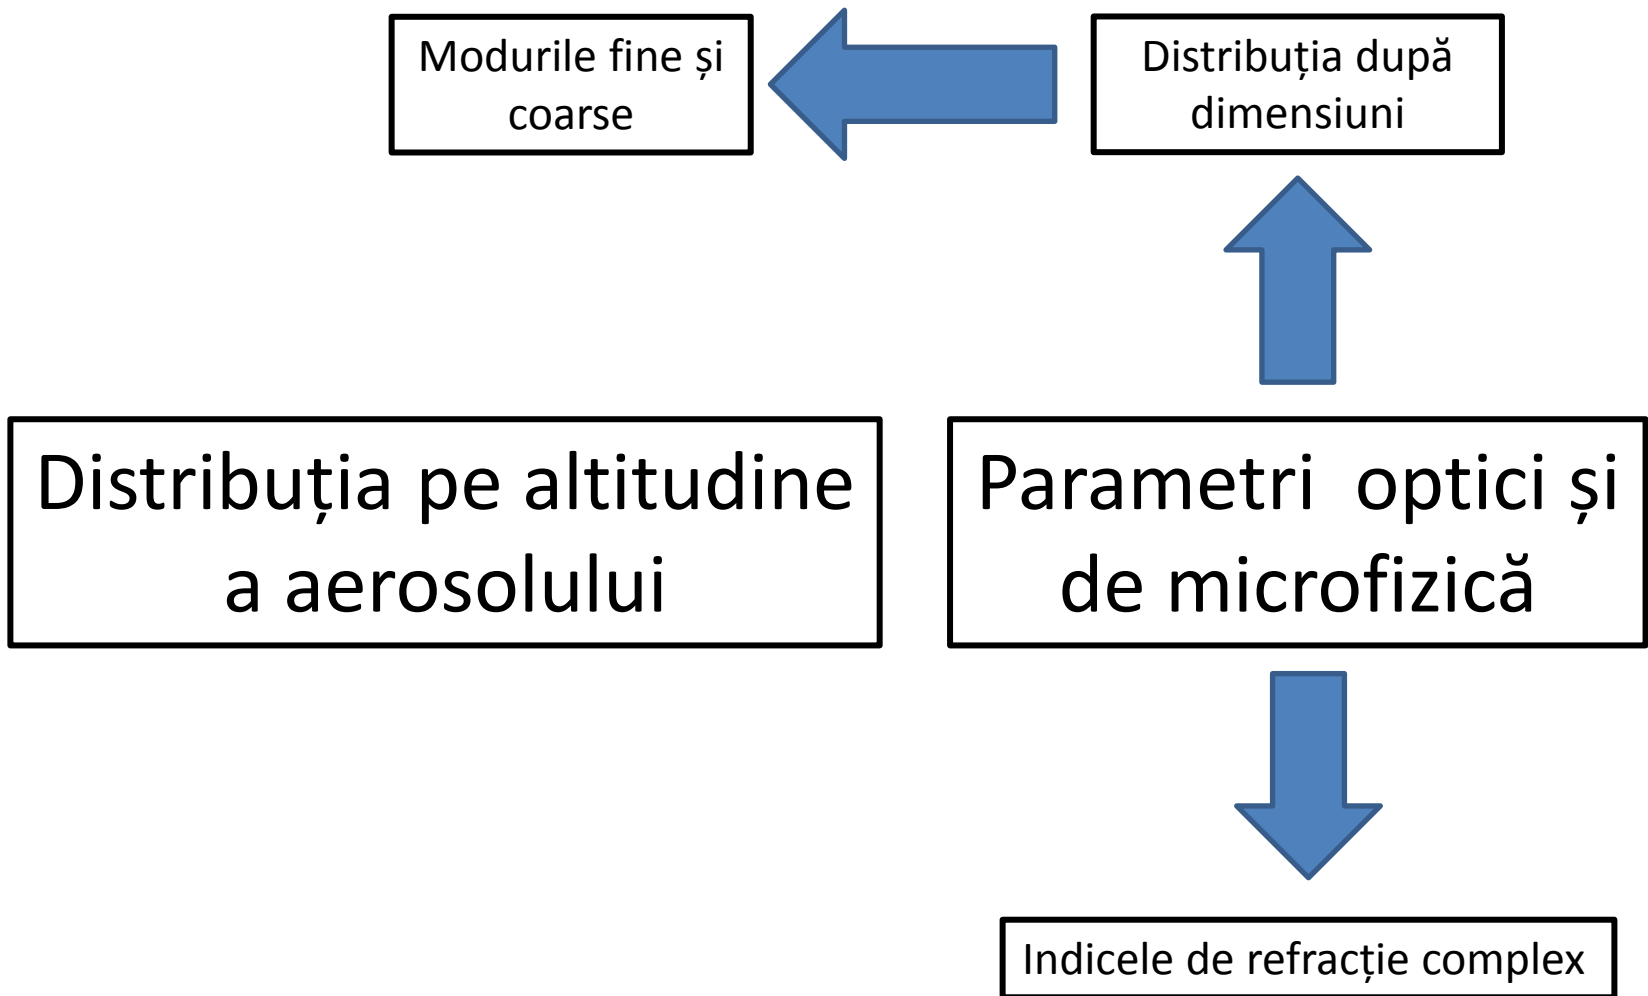 Modurile fine și
coarse
Distribuția după
dimensiuni
Distribuția pe altitudine
a aerosolului
Parametri  optici și
de microfizică
Indicele de refracție complex